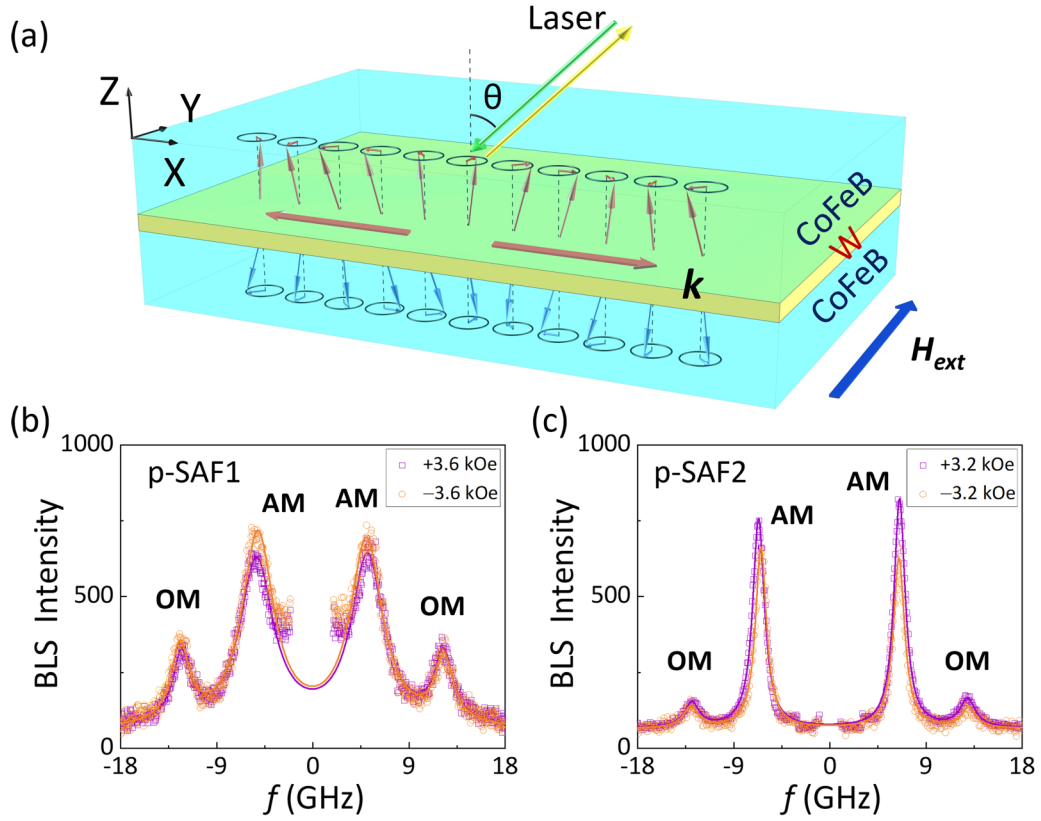 (a)
Laser
Z
Y
X
θ
k
CoFeB
W
CoFeB
Hext
(b)
(c)
1000
500
0
BLS Intensity
p-SAF1
+3.6 kOe
−3.6 kOe
AM
AM
OM
OM
-18
-9
0
9
18
f (GHz)
1000
500
0
BLS Intensity
p-SAF2
+3.2 kOe
−3.2 kOe
AM
AM
OM
OM
-18
-9
0
9
18
f (GHz)